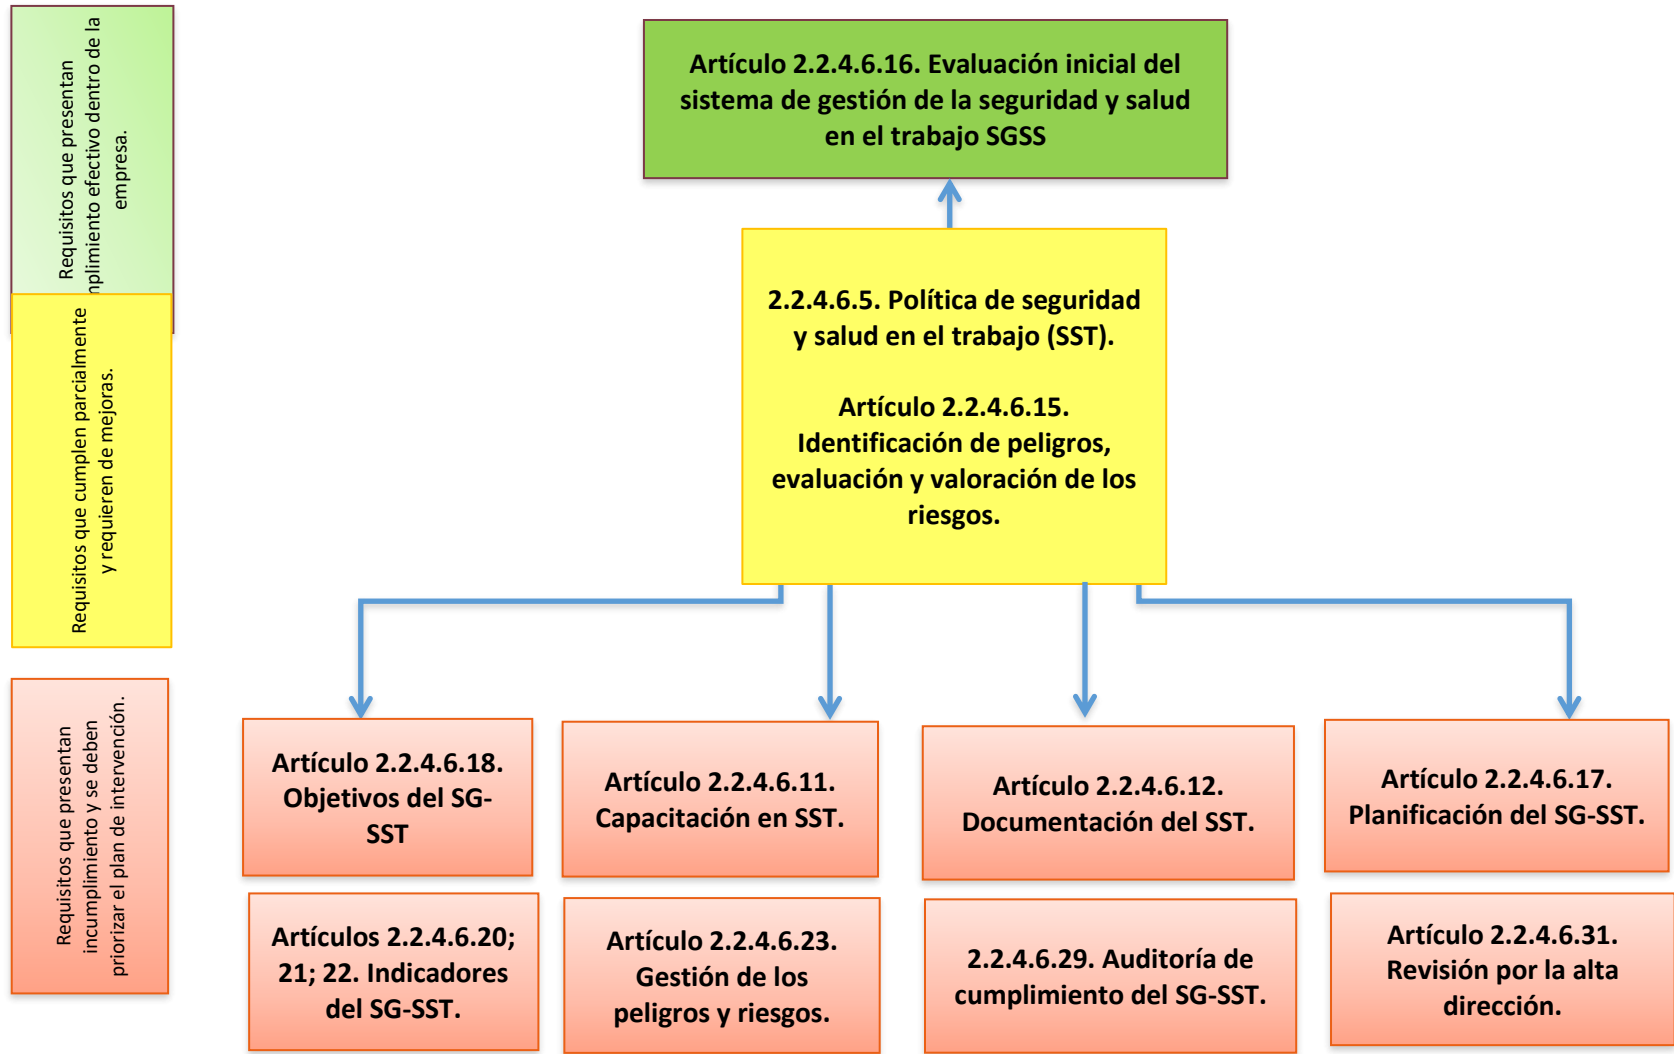 Requisitos que presentan
mplimiento efectivo dentro de la
empresa.
Requisitos que cumplen parcialmente
y requieren de mejoras.
Requisitos que presentan
incumplimiento y se deben
priorizar el plan de intervención.
Artículo 2.2.4.6.16. Evaluación inicial del
sistema de gestión de la seguridad y salud
en el trabajo SGSS
2.2.4.6.5. Política de seguridad
y salud en el trabajo (SST).
Artículo 2.2.4.6.15.
Identificación de peligros,
evaluación y valoración de los
riesgos.
Artículo 2.2.4.6.18.
Objetivos del SG-
SST
Artículo 2.2.4.6.11.
Capacitación en SST.
Artículo 2.2.4.6.12.
Documentación del SST.
Artículo 2.2.4.6.17.
Planificación del SG-SST.
Artículos 2.2.4.6.20;
21; 22. Indicadores
del SG-SST.
Artículo 2.2.4.6.23.
Gestión de los
peligros y riesgos.
2.2.4.6.29. Auditoría de
cumplimiento del SG-SST.
Artículo 2.2.4.6.31.
Revisión por la alta
dirección.